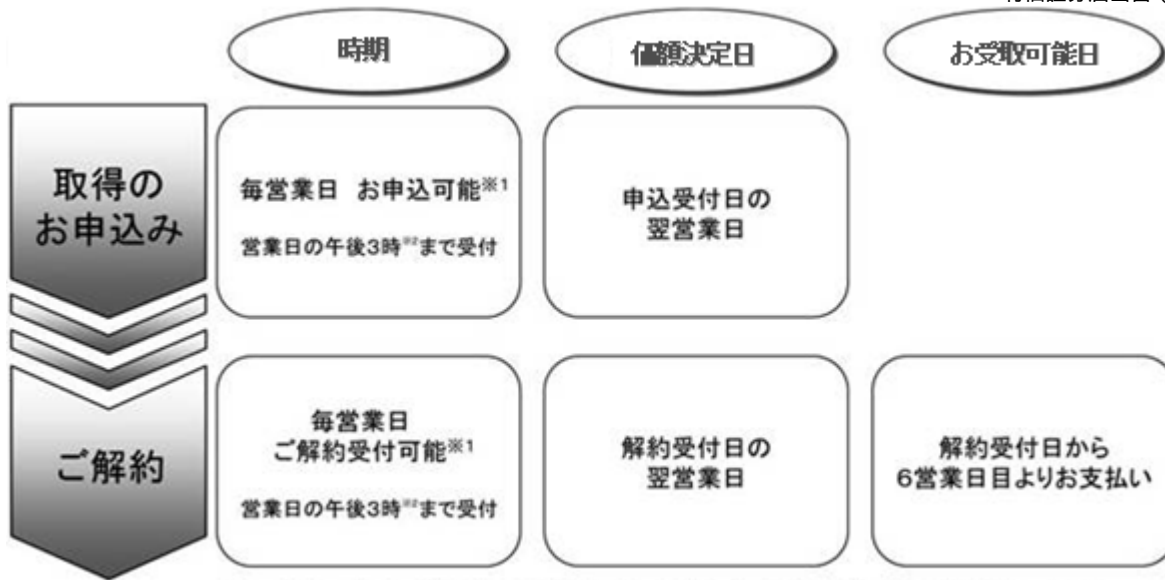 時期
価額決定日
お受取可能日
取得の
お申込み
毎営業日 お申込可能※1
営業日の午後3時※2まで受付
申込受付日の
翌営業日
ご解約
毎営業日
ご解約受付可能※1
営業日の午後3時※2まで受付
解約受付日の
翌営業日
解約受付日から
6営業日目よりお支払い